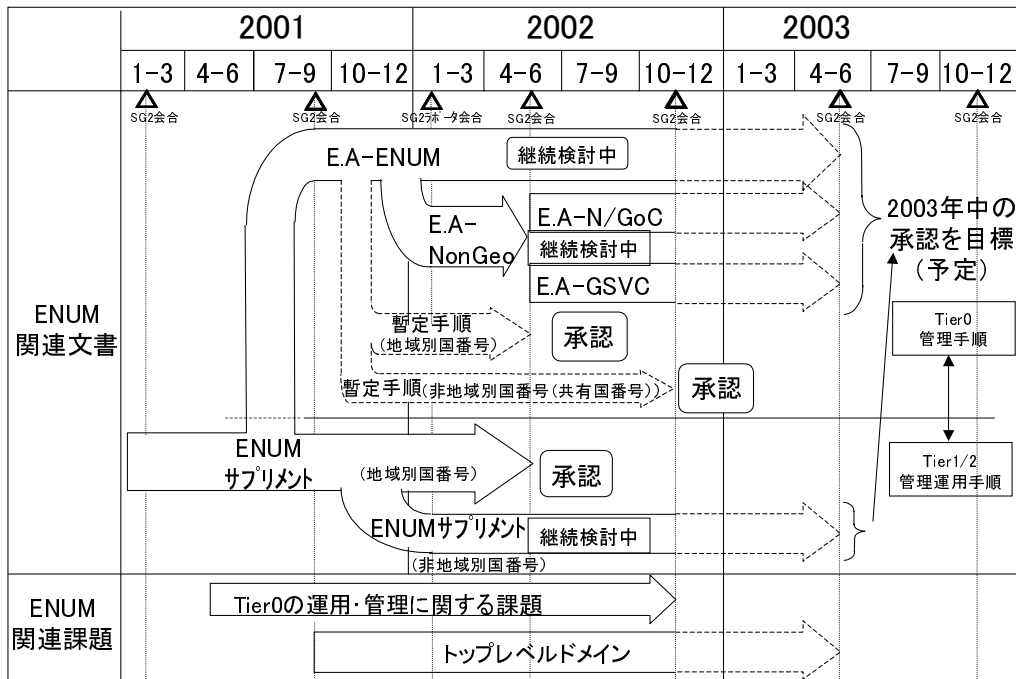 2001
2002
2003
1-3
4-6
7-9
10-12
1-3
4-6
7-9
10-12
1-3
4-6
7-9
10-12
SG2会合
SG2会合
SG2ﾗﾎﾟｰﾀ会合
SG2会合
SG2会合
SG2会合
SG2会合
E.A-ENUM
継続検討中
E.A-
NonGeo
E.A-N/GoC
継続検討中
E.A-GSVC
2003年中の
承認を目標
(予定)
ENUM
関連文書
暫定手順
(地域別国番号)
承認
暫定手順(非地域別国番号(共有国番号))
承認
Tier0
管理手順
ENUM
サプリメント
(地域別国番号)
承認
Tier1/2
管理運用手順
ENUMサプリメント
継続検討中
(非地域別国番号)
ENUM
関連課題
Tier0の運用・管理に関する課題
トップレベルドメイン